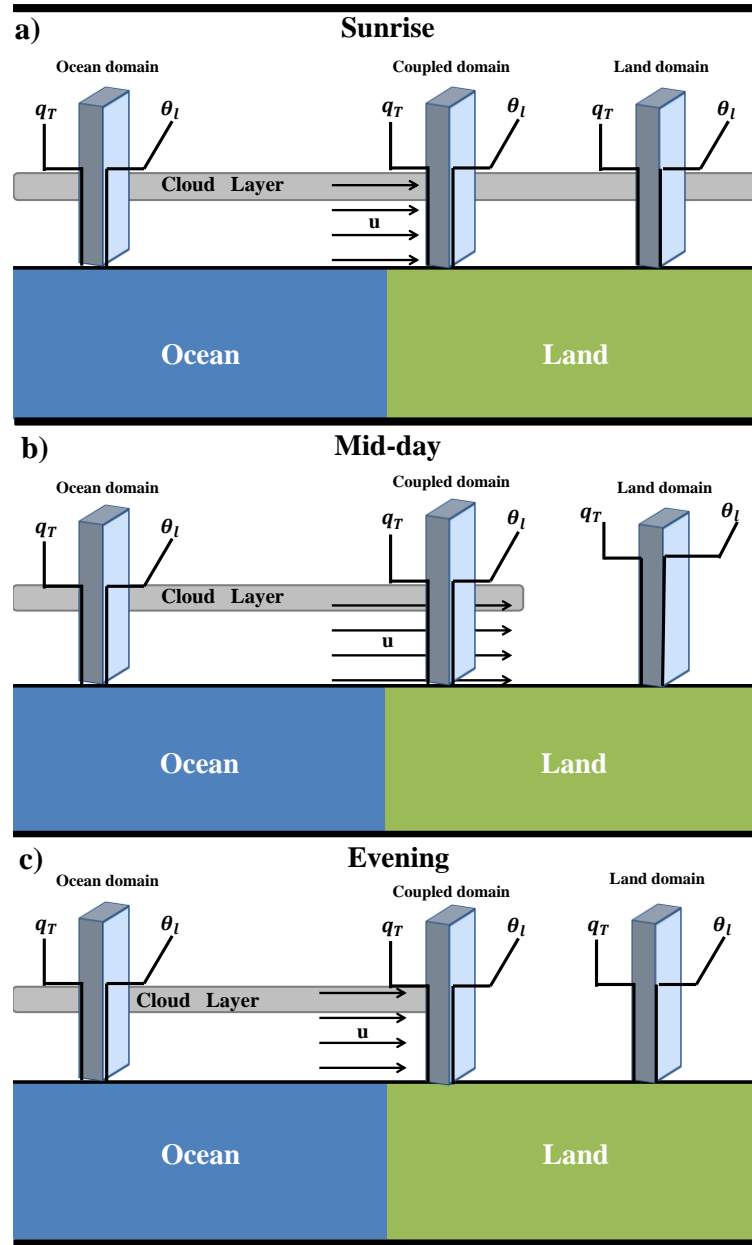 a)
Sunrise
Ocean domain
Coupled domain
Land domain
q_T
θ_l
q_T
θ_l
q_T
θ_l
Cloud Layer
u
Ocean
Land
b)
Mid-day
Ocean domain
Coupled domain
Land domain
q_T
θ_l
q_T
θ_l
q_T
θ_l
Cloud Layer
u
Ocean
Land
c)
Evening
Ocean domain
Coupled domain
Land domain
q_T
θ_l
q_T
θ_l
q_T
θ_l
Cloud Layer
u
Ocean
Land